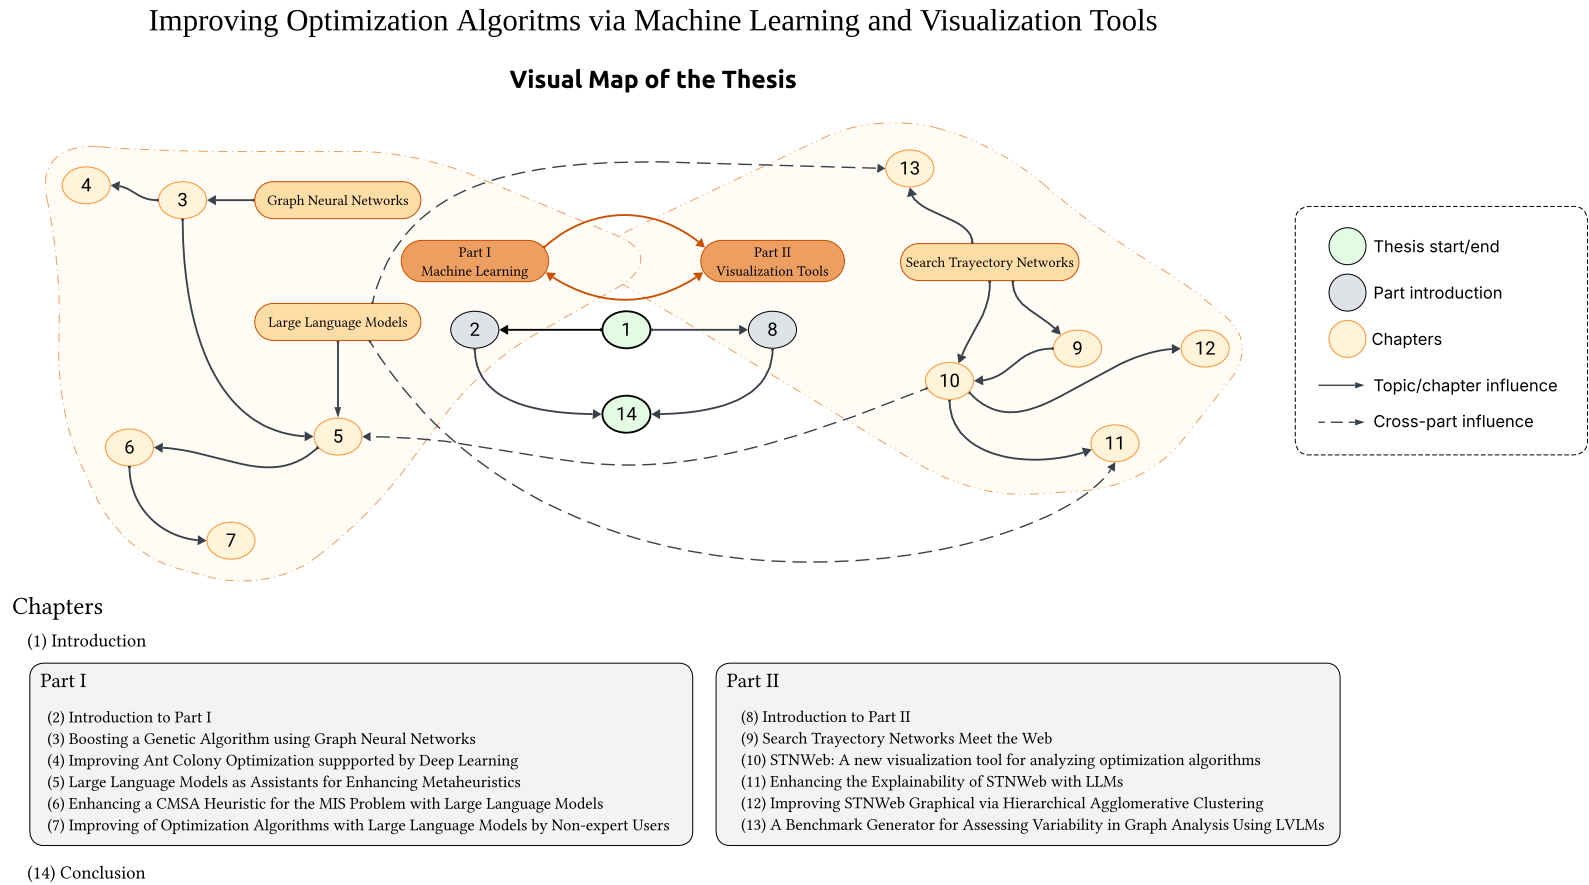 Improving Optimization Algoritms via Machine Learning and Visualization Tools
Visual Map of the Thesis
4
3
Graph Neural Networks
13
Part I
Machine Learning
Part II
Visualization Tools
Search Trayectory Networks
Large Language Models
2
1
8
9
12
10
14
5
6
11
7
Thesis start/end
Part introduction
Chapters
Topic/chapter influence
Cross-part influence
Chapters
(1) Introduction
Part I
(2) Introduction to Part I
(3) Boosting a Genetic Algorithm using Graph Neural Networks
(4) Improving Ant Colony Optimization suppported by Deep Learning
(5) Large Language Models as Assistants for Enhancing Metaheuristics
(6) Enhancing a CMSA Heuristic for the MIS Problem with Large Language Models
(7) Improving of Optimization Algorithms with Large Language Models by Non-expert Users
Part II
(8) Introduction to Part II
(9) Search Trayectory Networks Meet the Web
(10) STNWeb: A new visualization tool for analyzing optimization algorithms
(11) Enhancing the Explainability of STNWeb with LLMs
(12) Improving STNWeb Graphical via Hierarchical Agglomerative Clustering
(13) A Benchmark Generator for Assessing Variability in Graph Analysis Using LVLMs
(14) Conclusion